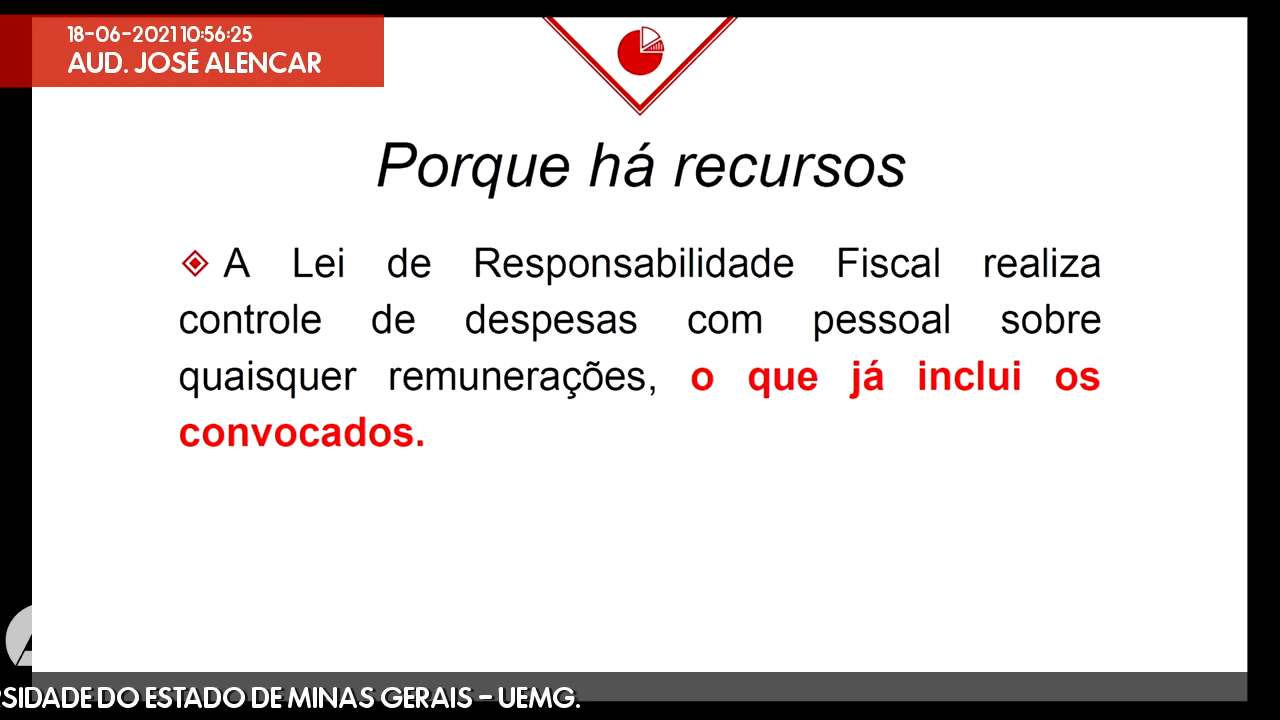 18-06-2021 10:56:25
AUD. JOSÉ ALENCAR
Porque há recursos
A Lei de Responsabilidade Fiscal realiza
controle de despesas com pessoal sobre
quaisquer remunerações, o que já inclui os
convocados.
RSIDADE DO ESTADO DE MINAS GERAIS - UEMG.